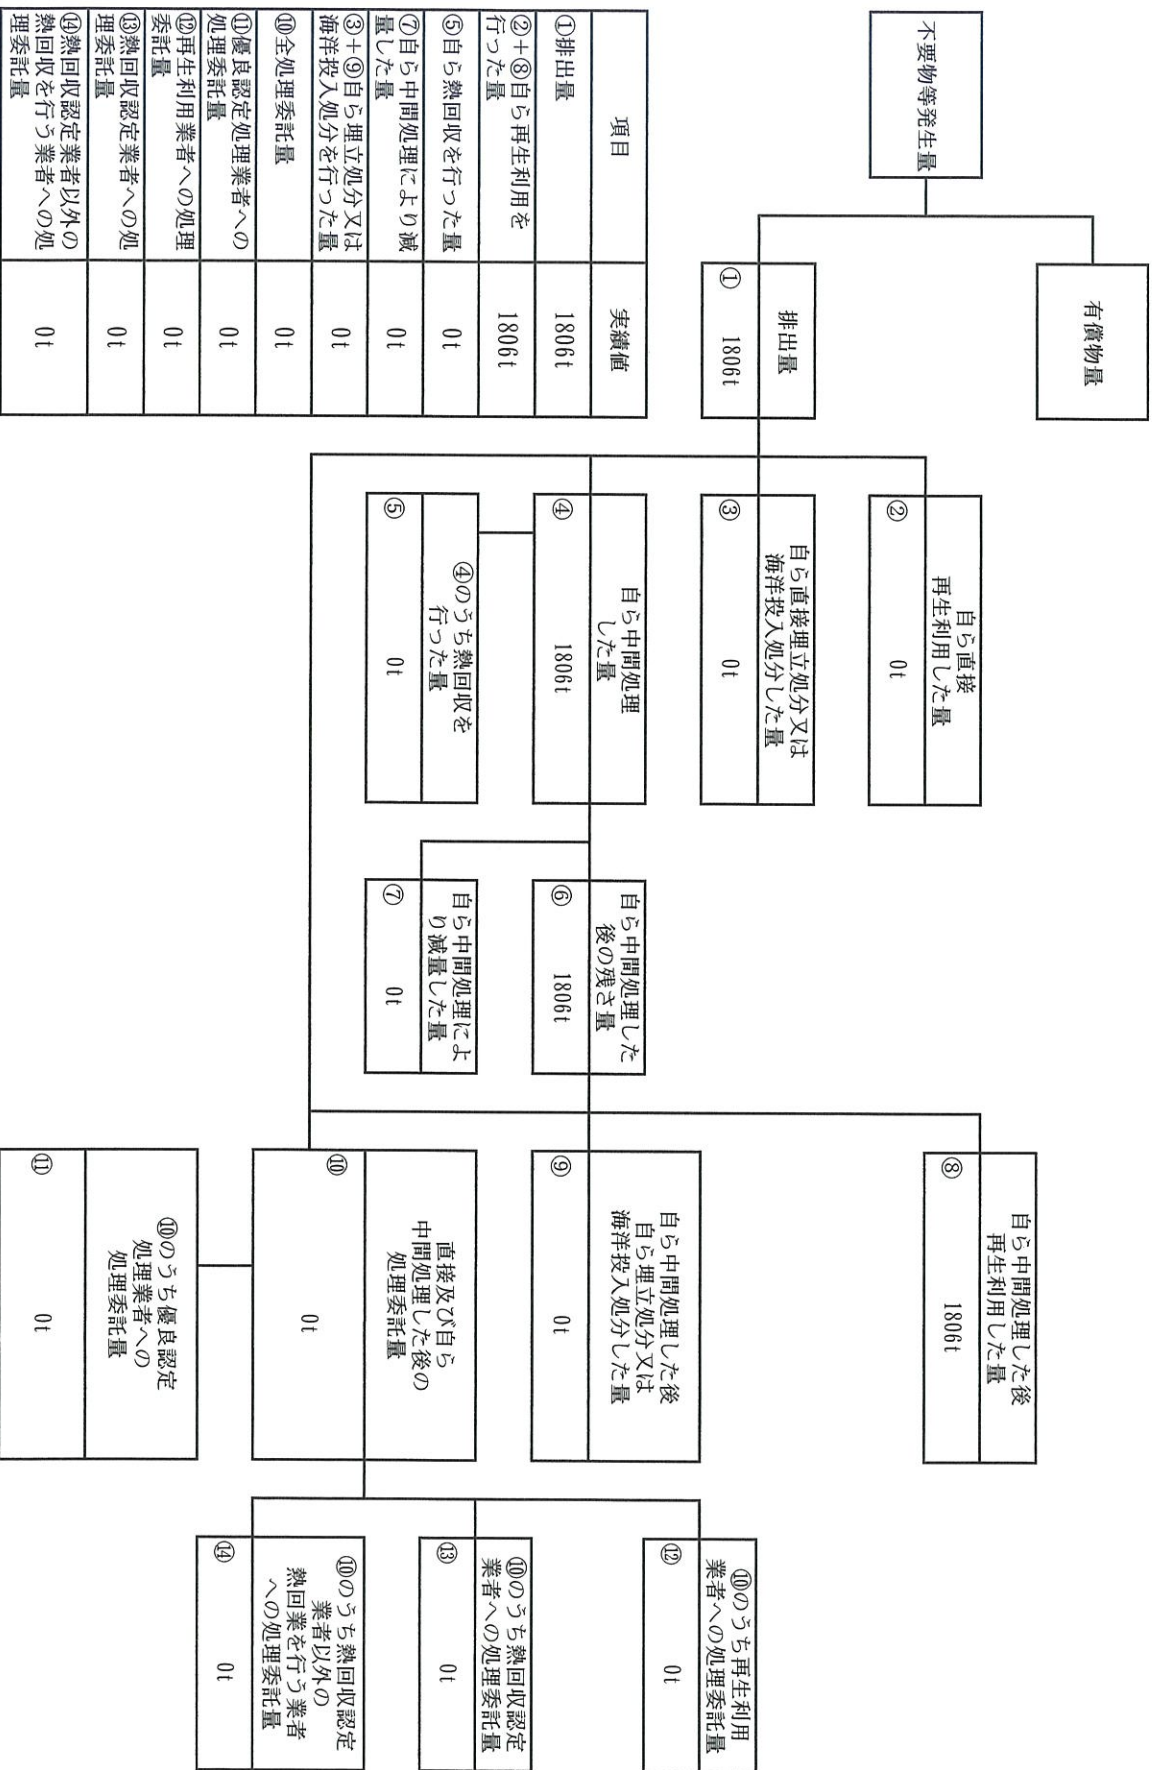 不要物等発生量
有償物量
排出量
① 1806t
自ら直接
再生利用した量
② 0t
自ら直接埋立処分又は
海洋投入処分した量
③ 0t
自ら中間処理
した量
④ 1806t
④のうち熱回収を
行った量
⑤ 0t
自ら中間処理した
後の残さ量
⑥ 1806t
自ら中間処理によ
り減量した量
⑦ 0t
自ら中間処理した後
再生利用した量
⑧ 1806t
自ら中間処理した後
自ら埋立処分又は
海洋投入処分した量
⑨ 0t
直接及び自ら
中間処理した後の
処理委託量
⑩ 0t
⑩のうち優良認定
処理業者への
処理委託量
⑪ 0t
⑩のうち再生利用
業者への処理委託量
⑫ 0t
⑩のうち熱回収認定
業者への処理委託量
⑬ 0t
⑩のうち熱回収認定
業者以外の
熱回業を行う業者
への処理委託量
⑭ 0t
項目 実績値
①排出量 1806t
②+⑧自ら再生利用を
行った量 1806t
⑤自ら熱回収を行った量 0t
⑦自ら中間処理により減
量した量 0t
③+⑨自ら埋立処分又は
海洋投入処分を行った量 0t
⑩全処理委託量 0t
⑪優良認定処理業者への
処理委託量 0t
⑫再生利用業者への処理
委託量 0t
⑬熱回収認定業者への処
理委託量 0t
⑭熱回収認定業者以外の
熱回収を行う業者への処
理委託量 0t